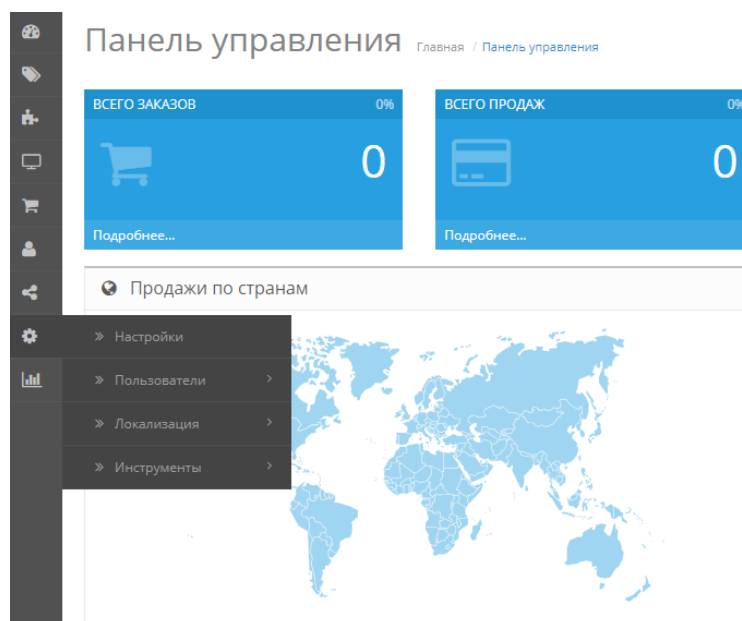 Панель управления Главная / Панель управления
ВСЕГО ЗАКАЗОВ 0%
0
Подробнее...
ВСЕГО ПРОДАЖ 0%
0
Подробнее...
Продажи по странам
Настройки
Пользователи
Локализация
Инструменты